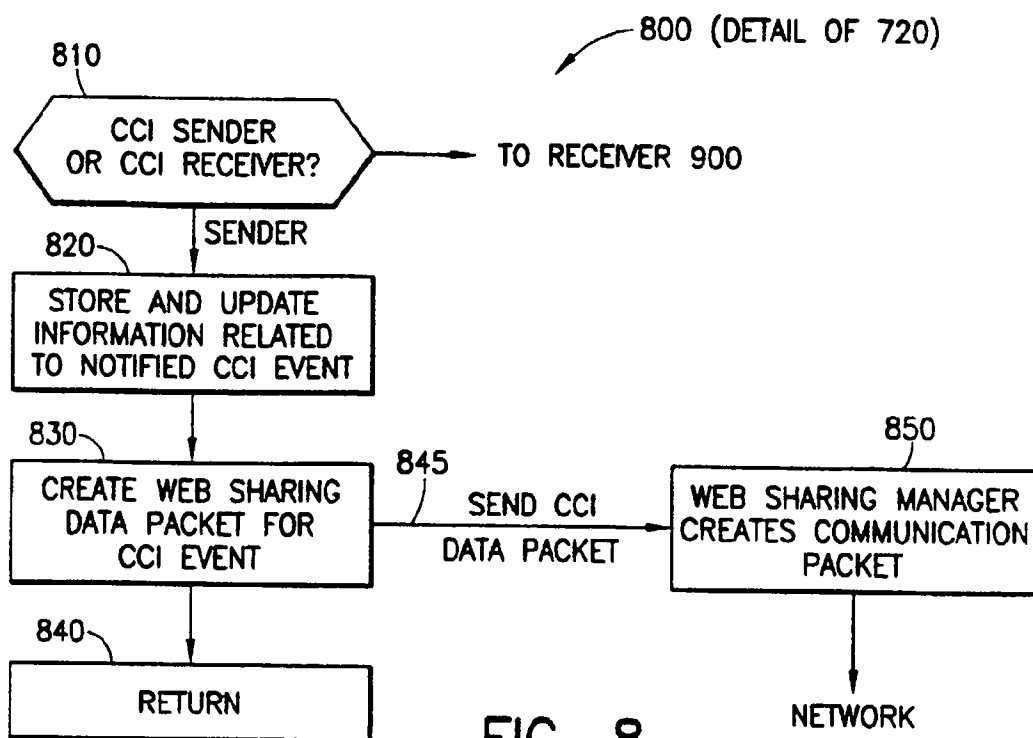 800 (DETAIL OF 720)
810
CCI SENDER
OR CCI RECEIVER?
TO RECEIVER 900
SENDER
820
STORE AND UPDATE
INFORMATION RELATED
TO NOTIFIED CCI EVENT
830
CREATE WEB SHARING
DATA PACKET FOR
CCI EVENT
845
SEND CCI
DATA PACKET
850
WEB SHARING MANAGER
CREATES COMMUNICATION
PACKET
840
RETURN
NETWORK
FIG. 8